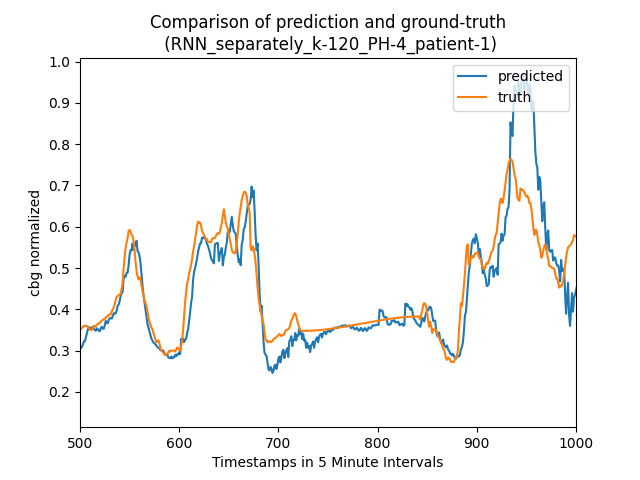 Comparison of prediction and ground-truth
(RNN_separately_k-120_PH-4_patient-1)
predicted
truth
cbg normalized
1.0
0.9
0.8
0.7
0.6
0.5
0.4
0.3
0.2
500 600 700 800 900 1000
Timestamps in 5 Minute Intervals